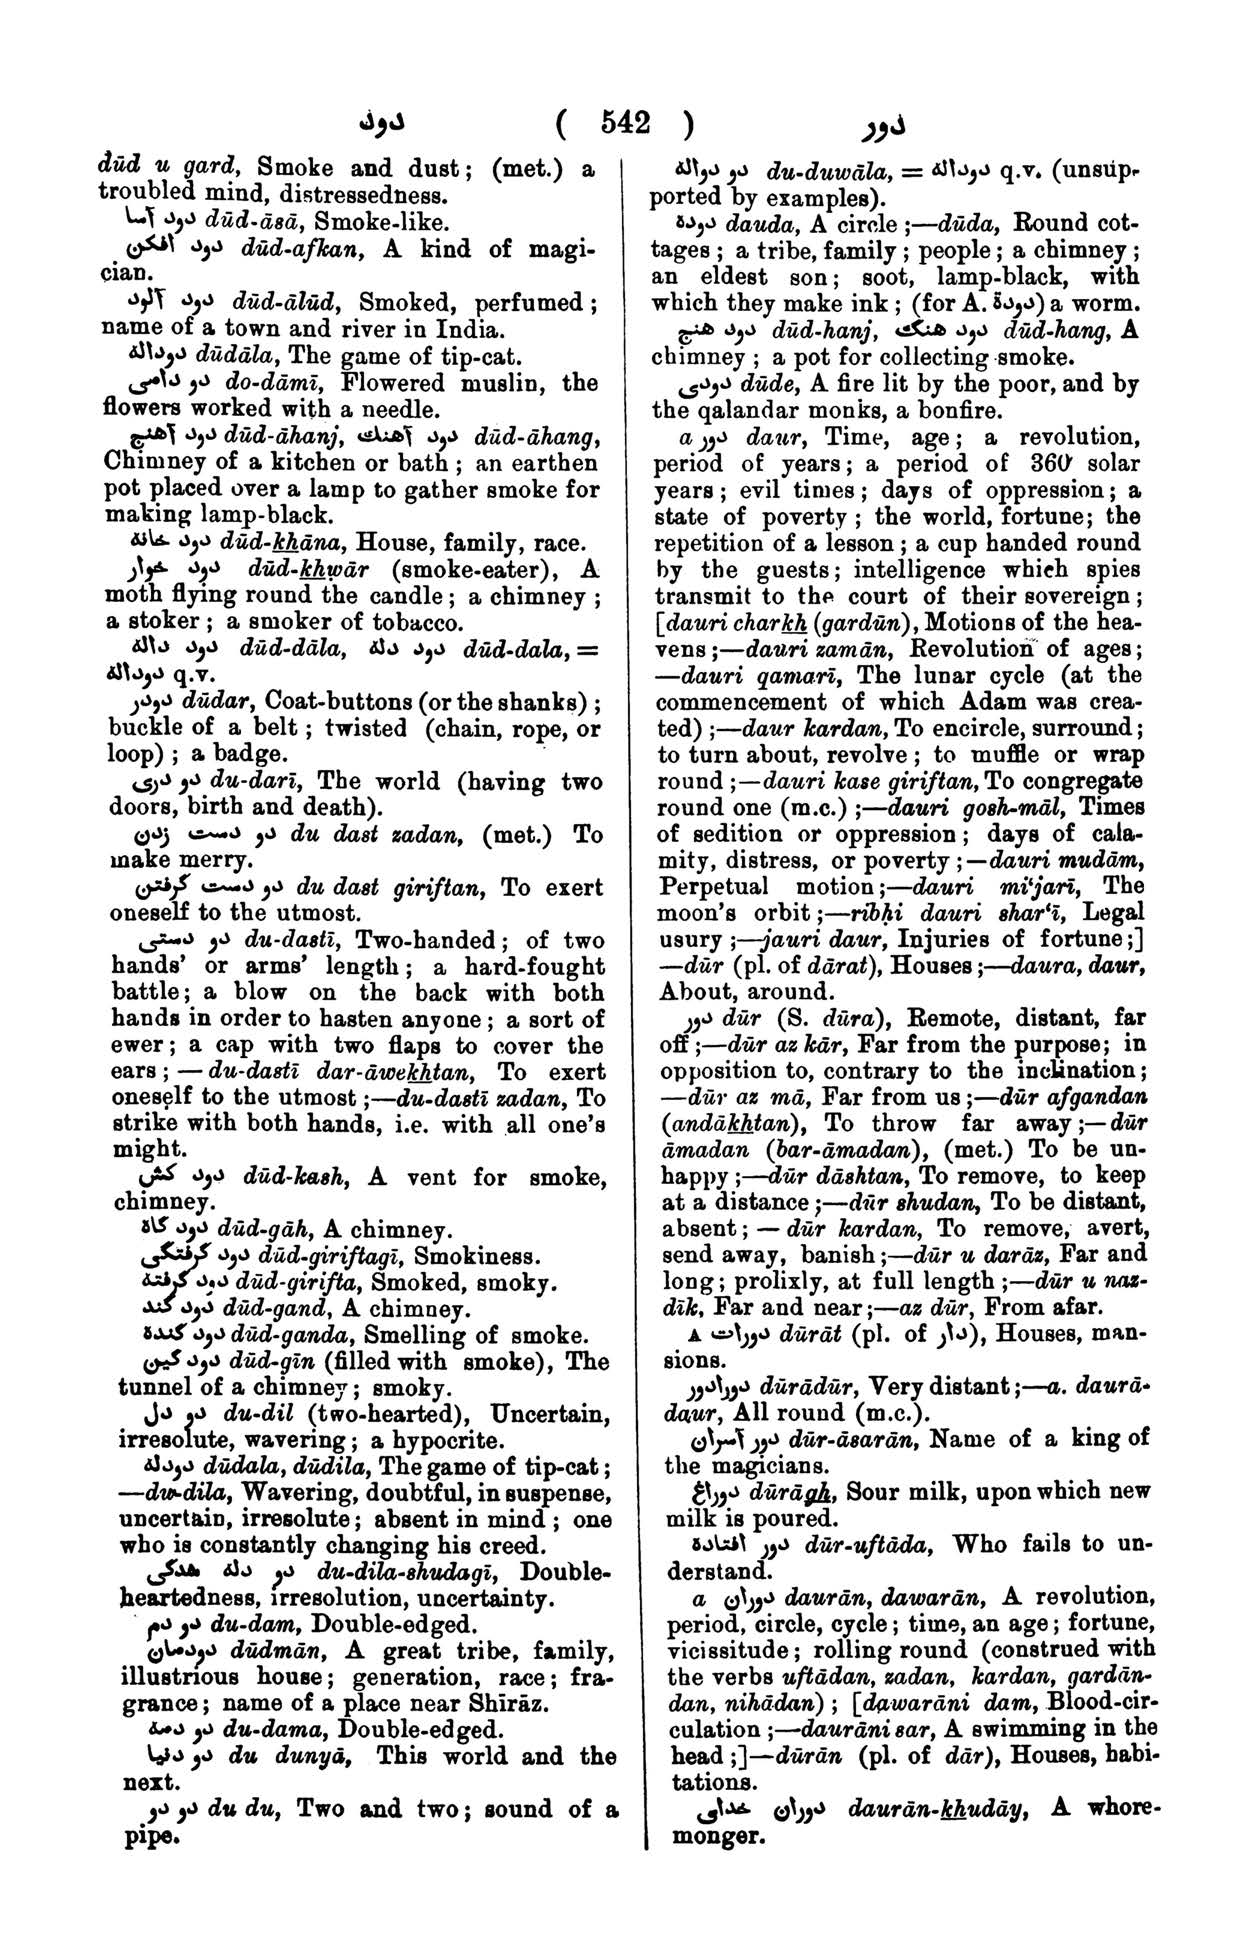 دود ( 542 ) دور
dūd u gard, Smoke and dust; (met.) a
troubled mind, distressedness.
دود آسا dūd-āsā, Smoke-like.
دود افکن dūd-afkan, A kind of magi-
cian.
دود آلود dūd-ālūd, Smoked, perfumed;
name of a town and river in India.
دوداله dūdāla, The game of tip-cat.
دو دامی do-dāmī, Flowered muslin, the
flowers worked with a needle.
دود آهنج dūd-āhanj, دود آهنك dūd-āhang,
Chimney of a kitchen or bath; an earthen
pot placed over a lamp to gather smoke for
making lamp-black.
دود خانه dūd-khāna, House, family, race.
دود خوار dūd-khwār (smoke-eater), A
moth flying round the candle; a chimney;
a stoker; a smoker of tobacco.
دود داله dūd-dāla, دود دله dūd-dala, =
دوداله q.v.
دودر dūdar, Coat-buttons (or the shanks);
buckle of a belt; twisted (chain, rope, or
loop); a badge.
دو دری du-darī, The world (having two
doors, birth and death).
دو دست زدن du dast zadan, (met.) To
make merry.
دو دست گرفتن du dast giriftan, To exert
oneself to the utmost.
دو دستی du-dastī, Two-handed; of two
hands' or arms' length; a hard-fought
battle; a blow on the back with both
hands in order to hasten anyone; a sort of
ewer; a cap with two flaps to cover the
ears;—du-dastī dar-āwekhtan, To exert
oneself to the utmost;—du-dastī zadan, To
strike with both hands, i.e. with all one's
might.
دود کش dūd-kash, A vent for smoke,
chimney.
دود گاه dūd-gāh, A chimney.
دود گرفتگی dūd-giriftagī, Smokiness.
دود گرفته dūd-girifta, Smoked, smoky.
دود گند dūd-gand, A chimney.
دود گنده dūd-ganda, Smelling of smoke.
دود گین dūd-gīn (filled with smoke), The
tunnel of a chimney; smoky.
دو دل du-dil (two-hearted), Uncertain,
irresolute, wavering; a hypocrite.
دودله dūdala, dūdila, The game of tip-cat;
—du-dila, Wavering, doubtful, in suspense,
uncertain, irresolute; absent in mind; one
who is constantly changing his creed.
دو دله شدگی du-dila-shudagī, Double-
heartedness, irresolution, uncertainty.
دو دم du-dam, Double-edged.
دودمان dūdmān, A great tribe, family,
illustrious house; generation, race; fra-
grance; name of a place near Shīrāz.
دو دمه du-dama, Double-edged.
دو دنیا du dunyā, This world and the
next.
دو دو du du, Two and two; sound of a
pipe.
دو دواله du-duwāla, = دوداله q.v. (unsup-
ported by examples).
دوده dauda, A circle;—dūda, Round cot-
tages; a tribe, family; people; a chimney;
an eldest son; soot, lamp-black, with
which they make ink; (for A. دودة) a worm.
دود هنج dūd-hanj, دود هنك dūd-hang, A
chimney; a pot for collecting smoke.
دودی dūde, A fire lit by the poor, and by
the qalandar monks, a bonfire.
a دور daur, Time, age; a revolution,
period of years; a period of 360 solar
years; evil times; days of oppression; a
state of poverty; the world, fortune; the
repetition of a lesson; a cup handed round
by the guests; intelligence which spies
transmit to the court of their sovereign;
[dauri charkh (gardūn), Motions of the hea-
vens;—dauri zamān, Revolution of ages;
—dauri qamarī, The lunar cycle (at the
commencement of which Adam was crea-
ted);—daur kardan, To encircle, surround;
to turn about, revolve; to muffle or wrap
round;—dauri kase giriftan, To congregate
round one (m.c.);—dauri gosh-māl, Times
of sedition or oppression; days of cala-
mity, distress, or poverty;—dauri mudām,
Perpetual motion;—dauri miʻjarī, The
moon's orbit;—ribḥi dauri sharʻī, Legal
usury;—jauri daur, Injuries of fortune;]
—dūr (pl. of dārat), Houses;—daura, daur,
About, around.
دور dūr (S. dūra), Remote, distant, far
off;—dūr az kār, Far from the purpose; in
opposition to, contrary to the inclination;
—dūr az mā, Far from us;—dūr afgandan
(andākhtan), To throw far away;—dūr
āmadan (bar-āmadan), (met.) To be un-
happy;—dūr dāshtan, To remove, to keep
at a distance;—dūr shudan, To be distant,
absent;—dūr kardan, To remove, avert,
send away, banish;—dūr u darāz, Far and
long; prolixly, at full length;—dūr u naz-
dīk, Far and near;—az dūr, From afar.
A دورات dūrāt (pl. of دار), Houses, man-
sions.
دورادور dūrādūr, Very distant;—a. daurā-
daur, All round (m.c.).
دور آسران dūr-āsarān, Name of a king of
the magicians.
دوراغ dūrāgh, Sour milk, upon which new
milk is poured.
دور افتاده dūr-uftāda, Who fails to un-
derstand.
a دوران daurān, dawarān, A revolution,
period, circle, cycle; time, an age; fortune,
vicissitude; rolling round (construed with
the verbs uftādan, zadan, kardan, gardān-
dan, nihādan); [dawarāni dam, Blood-cir-
culation;—daurāni sar, A swimming in the
head;]—dūrān (pl. of dār), Houses, habi-
tations.
دوران خدای daurān-khudāy, A whore-
monger.